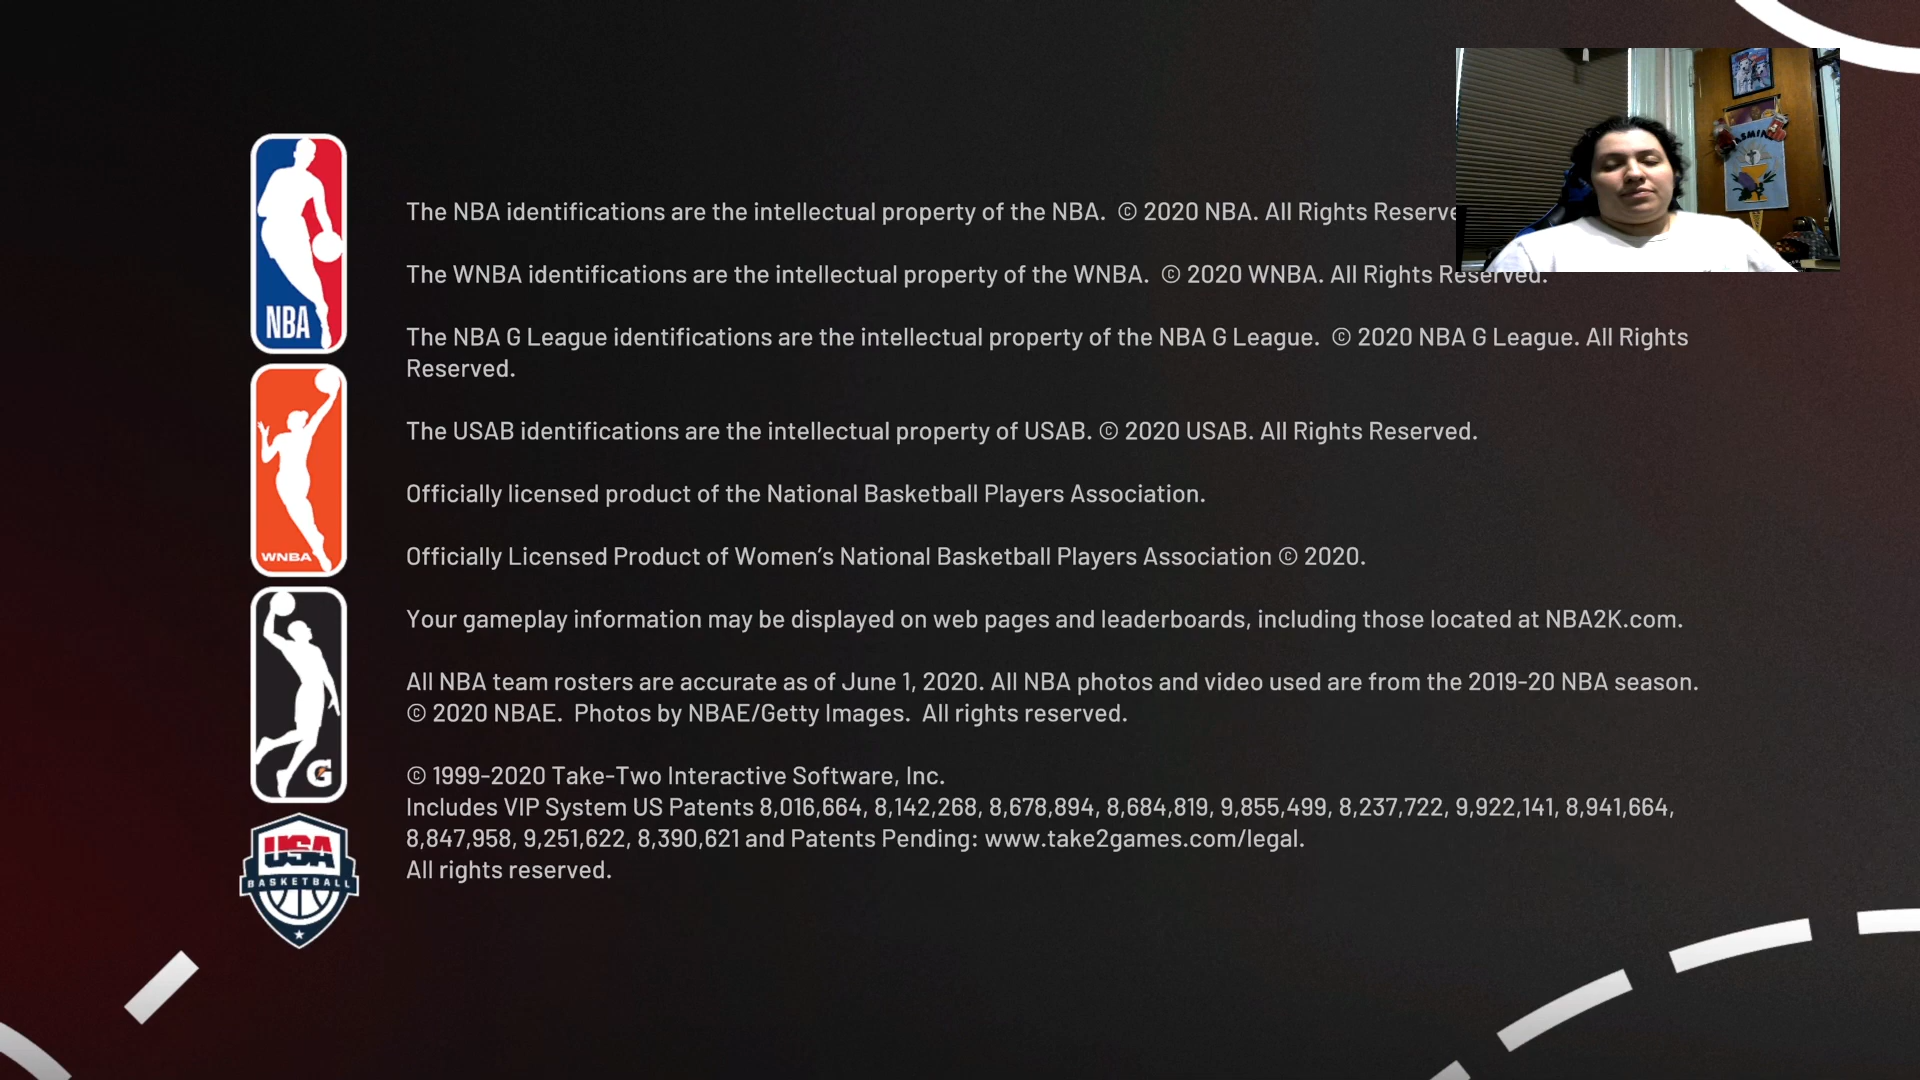 The NBA identifications are the intellectual property of the NBA. © 2020 NBA. All Rights
The WNBA identifications are the intellectual property of the WNBA. © 2020 WNBA. All Rights Reserved.
The NBA G League identifications are the intellectual property of the NBA G League. © 2020 NBA G League. All Rights
Reserved.
The USAB identifications are the intellectual property of USAB. © 2020 USAB. All Rights Reserved.
Officially licensed product of the National Basketball Players Association.
Officially Licensed Product of Women’s National Basketball Players Association © 2020.
Your gameplay information may be displayed on web pages and leaderboards, including those located at NBA2K.com.
All NBA team rosters are accurate as of June 1, 2020. All NBA photos and video used are from the 2019-20 NBA season.
© 2020 NBAE. Photos by NBAE/Getty Images. All rights reserved.
© 1999-2020 Take-Two Interactive Software, Inc.
Includes VIP System US Patents 8,016,664, 8,142,268, 8,678,894, 8,684,819, 9,855,499, 8,237,722, 9,922,141, 8,941,664,
8,847,958, 9,251,622, 8,390,621 and Patents Pending: www.take2games.com/legal.
All rights reserved.
NBA
WNBA
G
USA
BASKETBALL